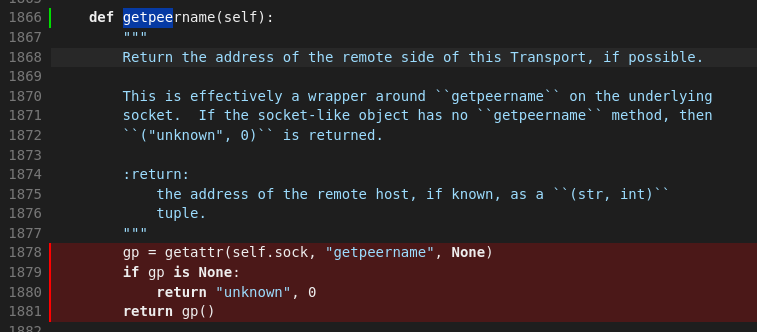 1866 def getpeername(self):
1867 """
1868 Return the address of the remote side of this Transport, if possible.
1869
1870 This is effectively a wrapper around ``getpeername`` on the underlying
1871 socket.  If the socket-like object has no ``getpeername`` method, then
1872 ``("unknown", 0)`` is returned.
1873
1874 :return:
1875 the address of the remote host, if known, as a ``(str, int)``
1876 tuple.
1877 """
1878 gp = getattr(self.sock, "getpeername", None)
1879 if gp is None:
1880 return "unknown", 0
1881 return gp()
1882